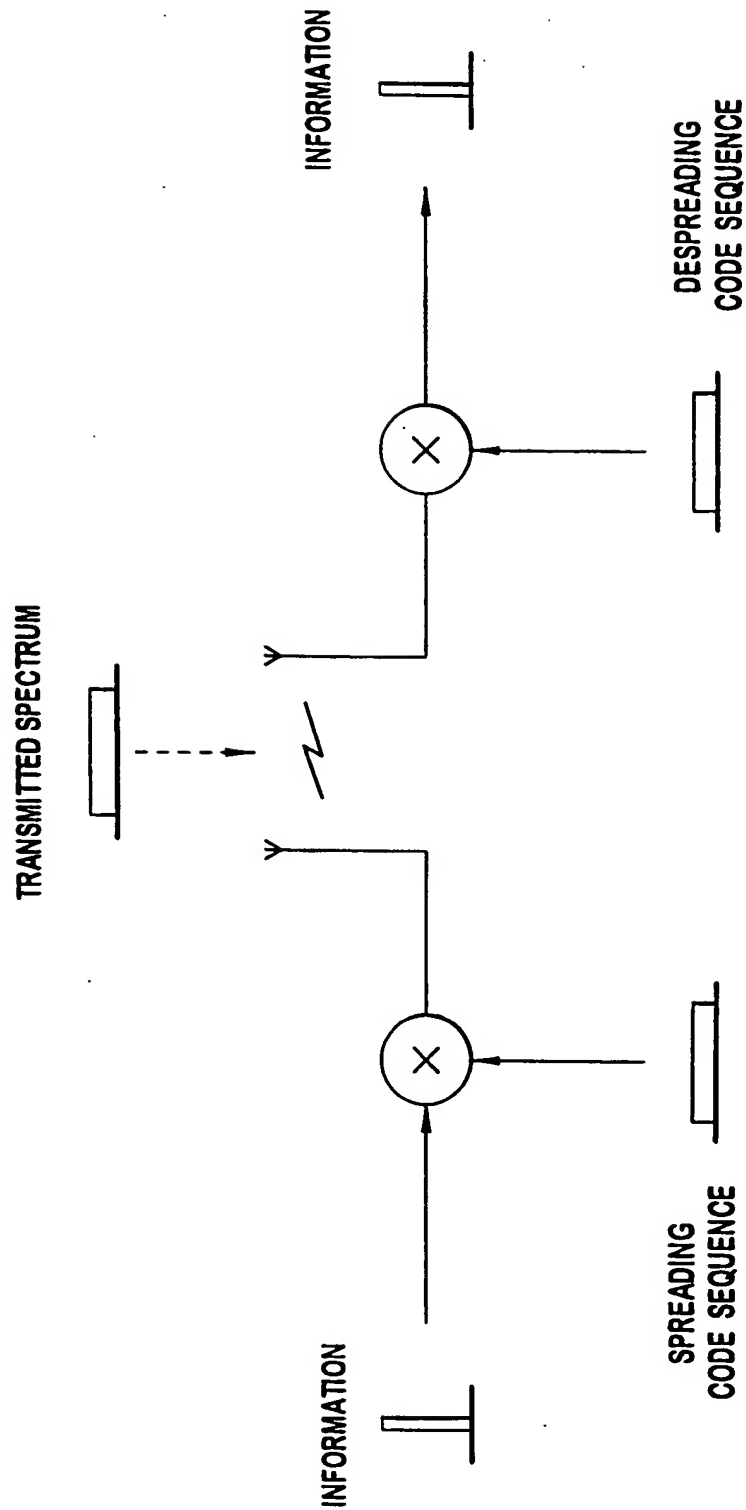 TRANSMITTED SPECTRUM
INFORMATION
INFORMATION
SPREADING
CODE SEQUENCE
DESPREADING
CODE SEQUENCE